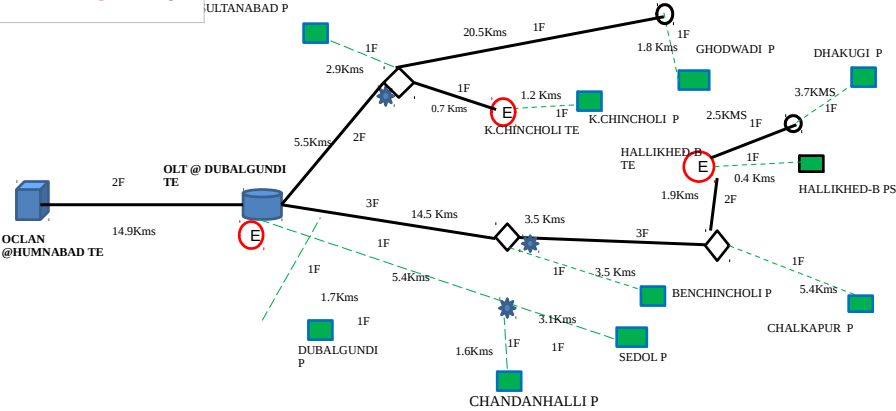 SULTANABAD P
20.5Kms
1F
1F
1F
1.8 Kms
GHODWADI P
DHAKUGI P
2.9Kms
1F
1.2 Kms
3.7KMS
0.7 Kms
E
1F
K.CHINCHOLI P
2.5KMS
1F
1F
K.CHINCHOLI TE
5.5Kms
2F
HALLIKHED-B
TE
E
1F
0.4 Kms
OLT @ DUBALGUNDI
TE
2F
HALLIKHED-B PS
1.9Kms
2F
3F
14.5 Kms
3.5 Kms
14.9Kms
3F
E
OCLAN
@HUMNABAD TE
1F
1F
1F
1F
3.5 Kms
5.4Kms
5.4Kms
1.7Kms
BENCHINCHOLI P
1F
3.1Kms
CHALKAPUR P
DUBALGUNDI
P
1.6Kms
1F
1F
SEDOL P
CHANDANHALLI P